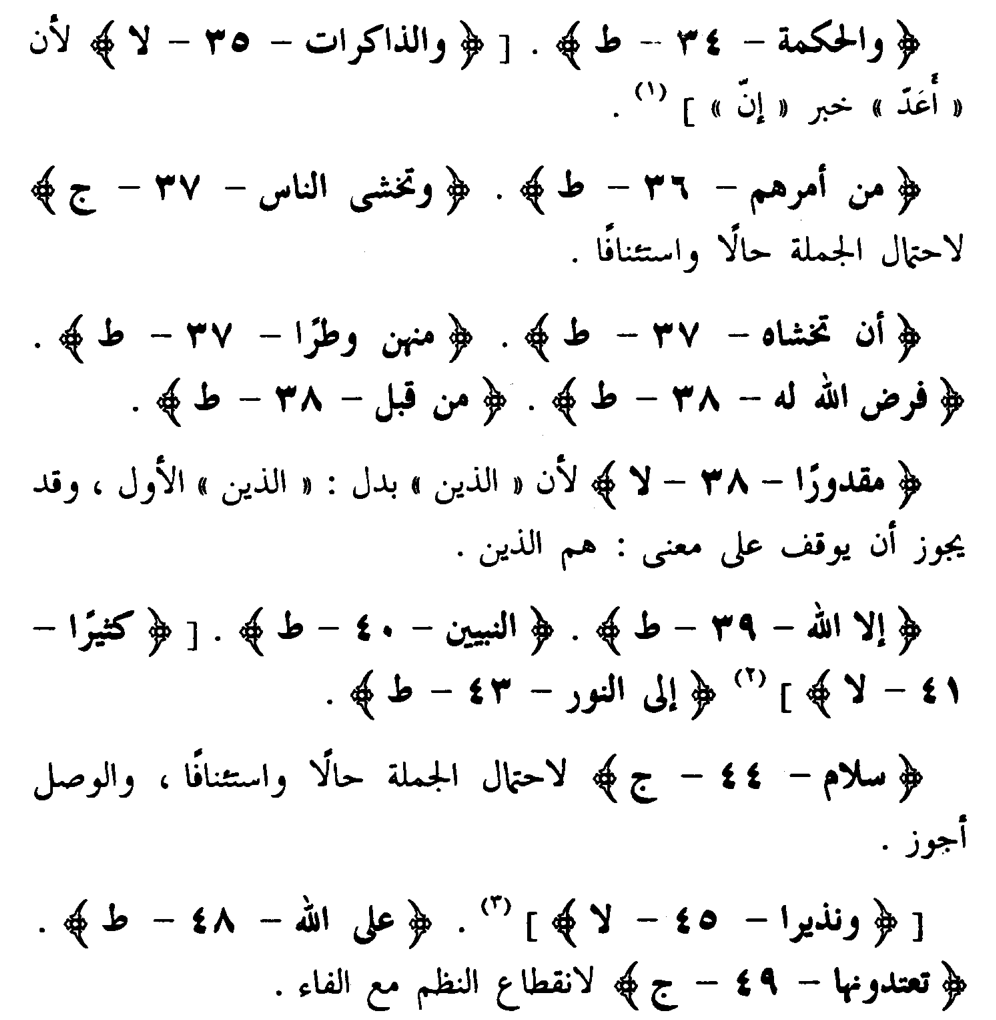 ﴿ والحكمة – ٣٤ – ط ﴾ . [ ﴿ والذاكرات – ٣٥ – لا ﴾ لأن
« أَعَدّ » خبر « إنّ » ] (١) .
﴿ من أمرهم – ٣٦ – ط ﴾ . ﴿ وتخشى الناس – ٣٧ – ج ﴾
لاحتمال الجملة حالًا واستئنافًا .
﴿ أن تخشاه – ٣٧ – ط ﴾ . ﴿ منهن وطرًا – ٣٧ – ط ﴾ .
﴿ فرض الله له – ٣٨ – ط ﴾ . ﴿ من قبل – ٣٨ – ط ﴾ .
﴿ مقدورًا – ٣٨ – لا ﴾ لأن « الذين » بدل : « الذين » الأول ، وقد
يجوز أن يوقف على معنى : هم الذين .
﴿ إلا الله – ٣٩ – ط ﴾ . ﴿ النبيين – ٤٠ – ط ﴾ . [ ﴿ كثيرًا –
٤١ – لا ﴾ ] (٢) ﴿ إلى النور – ٤٣ – ط ﴾ .
﴿ سلام – ٤٤ – ج ﴾ لاحتمال الجملة حالًا واستئنافًا ، والوصل
أجوز .
[ ﴿ ونذيرا – ٤٥ – لا ﴾ ] (٣) . ﴿ على الله – ٤٨ – ط ﴾ .
﴿ تعتدونها – ٤٩ – ج ﴾ لانقطاع النظم مع الفاء .